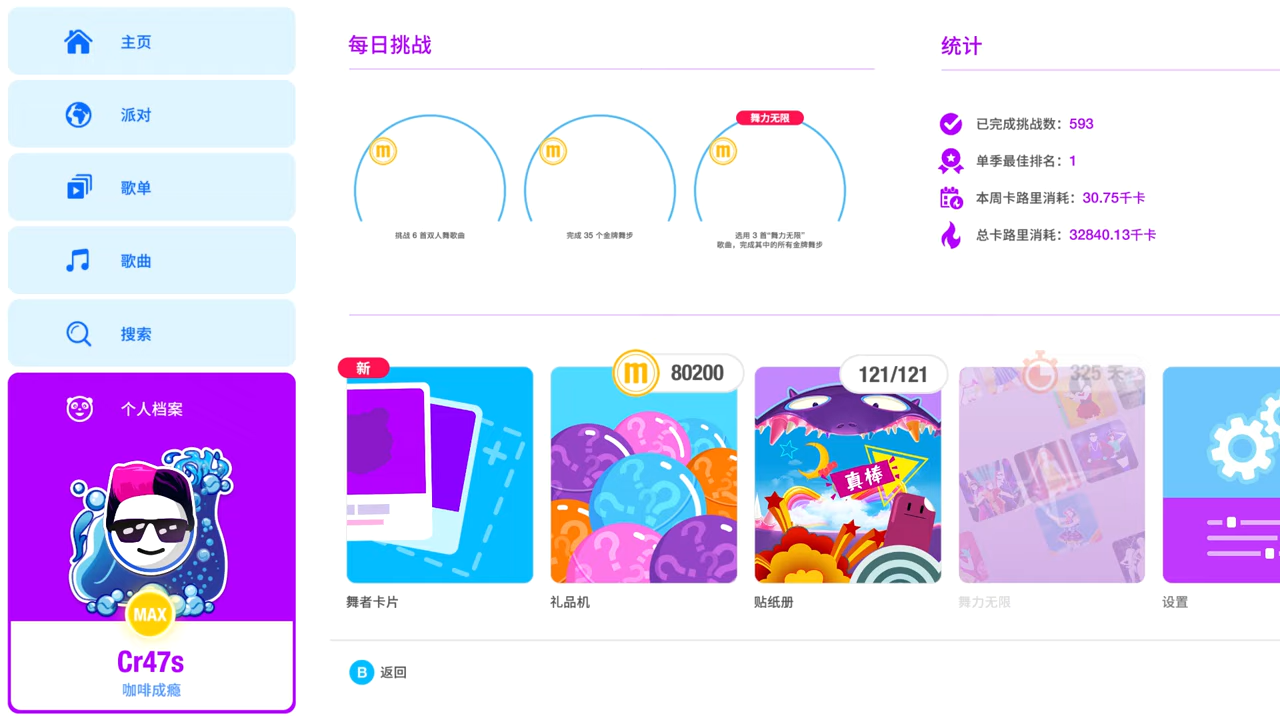 主页
派对
歌单
歌曲
搜索
个人档案
MAX
Cr47s
咖啡成瘾
每日挑战
m
挑战 6 首双人舞歌曲
m
完成 35 个金牌舞步
舞力无限
m
选用 3 首“舞力无限”
歌曲，完成其中的所有金牌舞步
统计
已完成挑战数：593
单季最佳排名：1
本周卡路里消耗：30.75千卡
总卡路里消耗：32840.13千卡
新
舞者卡片
m 80200
礼品机
121/121
真棒
贴纸册
325 天
舞力无限
设置
B 返回